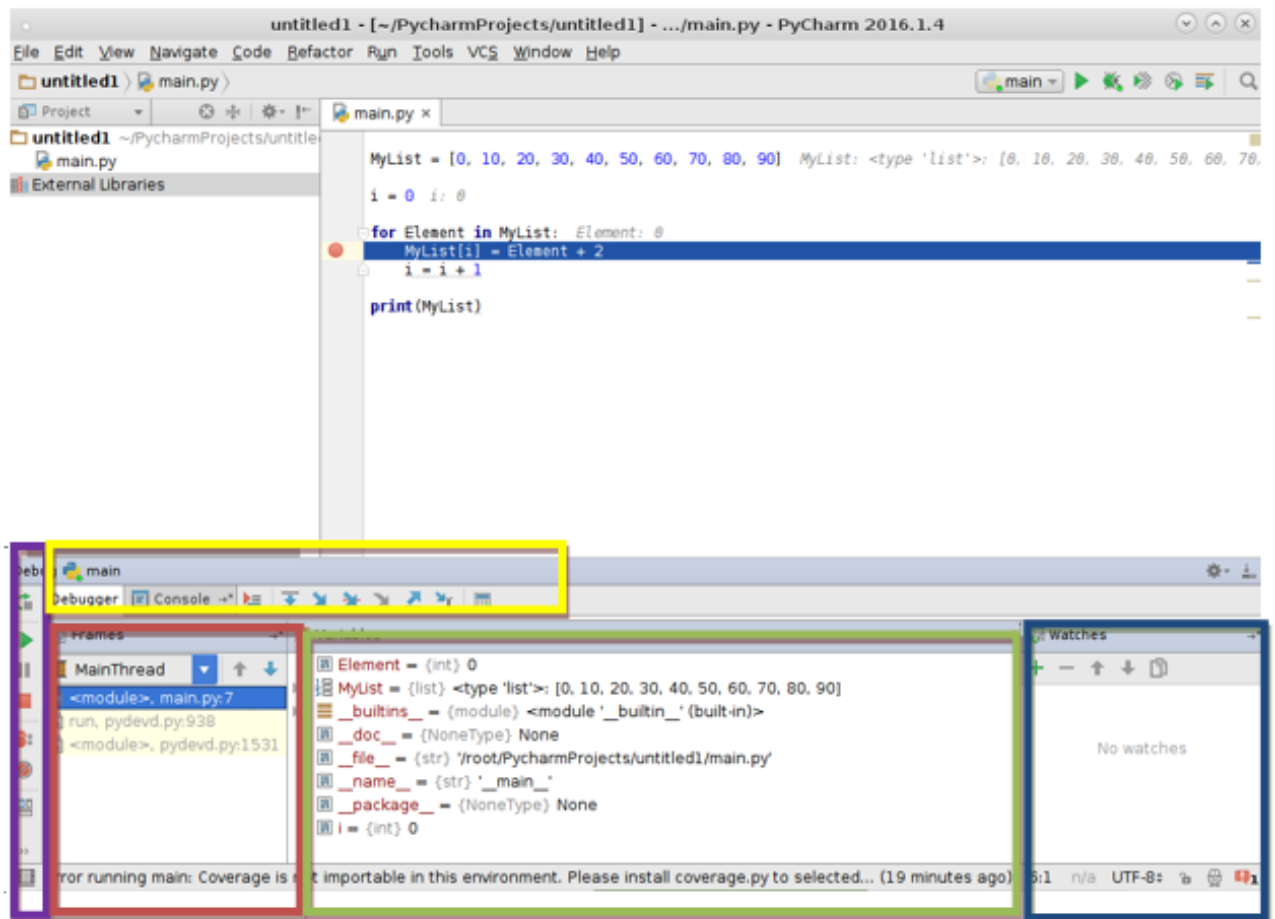 untitled1 - [~/PycharmProjects/untitled1] - .../main.py - PyCharm 2016.1.4
File Edit View Navigate Code Refactor Run Tools VCS Window Help
untitled1 main.py
main
Project
main.py ×
untitled1 ~/PycharmProjects/untitle
main.py
External Libraries
MyList = [0, 10, 20, 30, 40, 50, 60, 70, 80, 90] MyList: <type 'list'>: [0, 10, 20, 30, 40, 50, 60, 70,
i = 0 i: 0
for Element in MyList: Element: 0
MyList[i] = Element + 2
i = i + 1
print(MyList)
main
Debugger Console
Frames
Watches
MainThread
<module>, main.py:7
run, pydevd.py:938
<module>, pydevd.py:1531
Element = {int} 0
MyList = {list} <type 'list'>: [0, 10, 20, 30, 40, 50, 60, 70, 80, 90]
__builtins__ = {module} <module '__builtin__' (built-in)>
__doc__ = {NoneType} None
__file__ = {str} '/root/PycharmProjects/untitled1/main.py'
__name__ = {str} '__main__'
__package__ = {NoneType} None
i = {int} 0
No watches
running main: Coverage is importable in this environment. Please install coverage.py to selected... (19 minutes ago) :1 n/a UTF-8